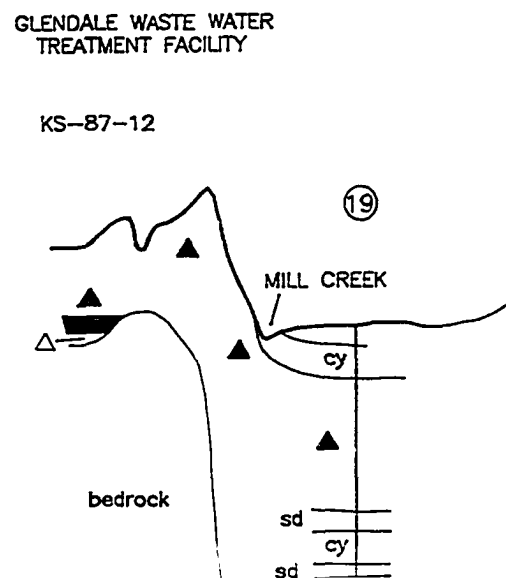 GLENDALE WASTE WATER
TREATMENT FACILITY
KS-87-12
19
MILL CREEK
cy
bedrock
sd
cy
sd